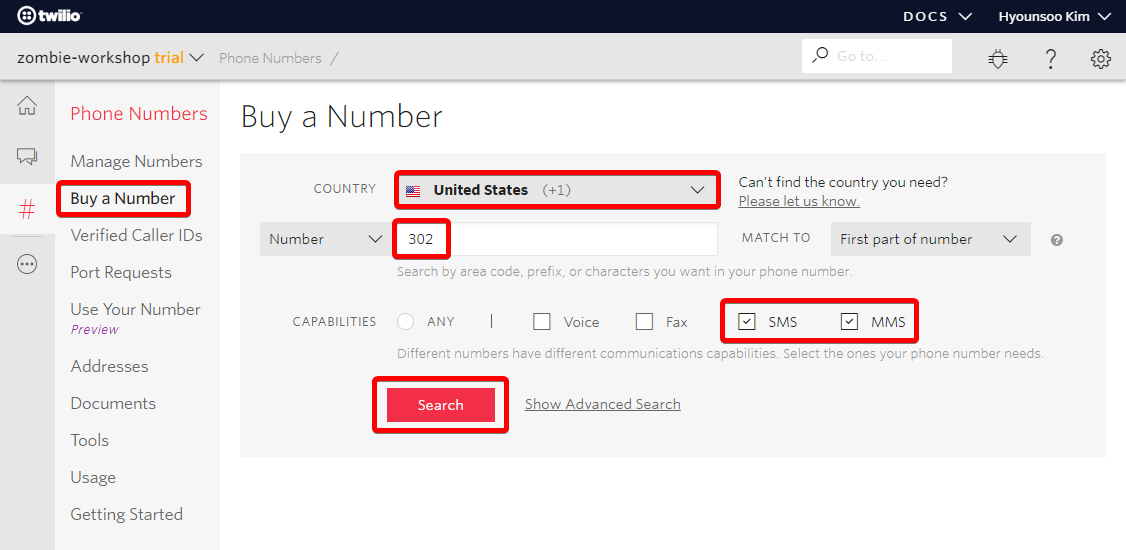 twilio
DOCS
Hyounsoo Kim
zombie-workshop trial
Phone Numbers /
Go to...
Phone Numbers
Manage Numbers
Buy a Number
Verified Caller IDs
Port Requests
Use Your Number
Preview
Addresses
Documents
Tools
Usage
Getting Started
Buy a Number
COUNTRY
United States (+1)
Can't find the country you need?
Please let us know.
Number
302
MATCH TO
First part of number
Search by area code, prefix, or characters you want in your phone number.
CAPABILITIES
ANY
Voice
Fax
SMS
MMS
Different numbers have different communications capabilities. Select the ones your phone number needs.
Search
Show Advanced Search